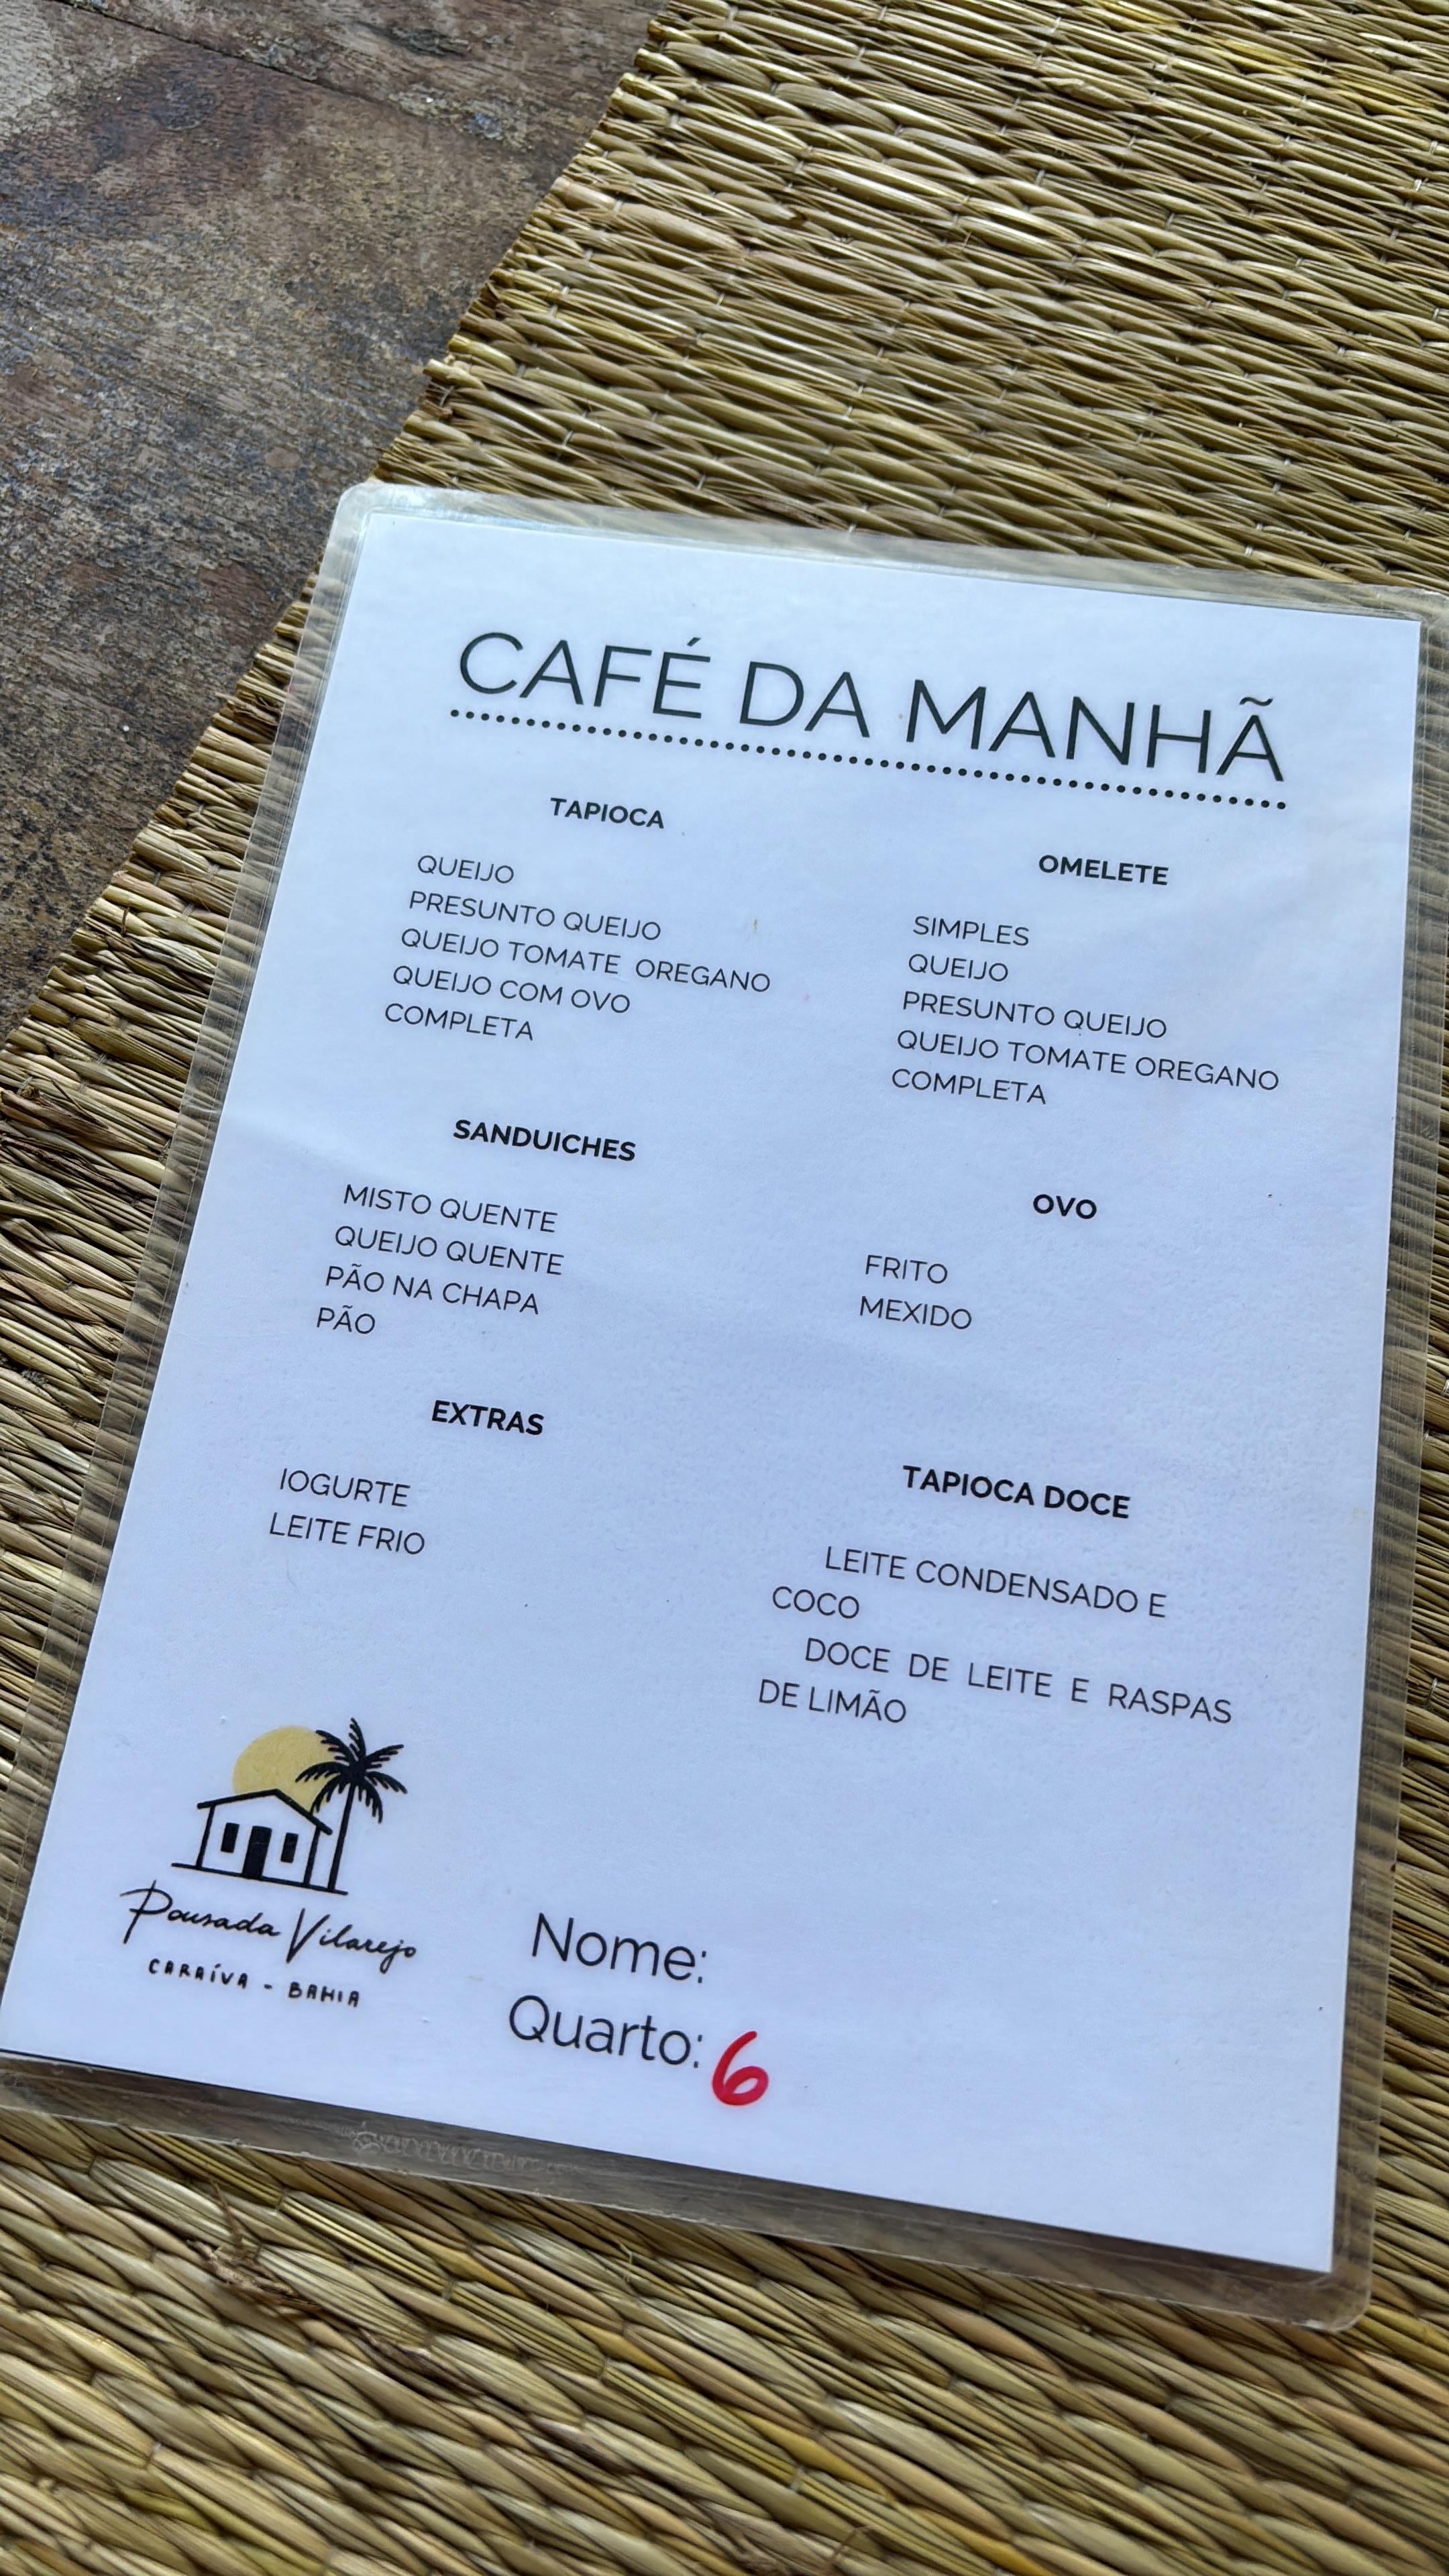 CAFÉ DA MANHÃ
TAPIOCA
QUEIJO
PRESUNTO QUEIJO
QUEIJO TOMATE OREGANO
QUEIJO COM OVO
COMPLETA
OMELETE
SIMPLES
QUEIJO
PRESUNTO QUEIJO
QUEIJO TOMATE OREGANO
COMPLETA
SANDUICHES
MISTO QUENTE
QUEIJO QUENTE
PÃO NA CHAPA
PÃO
OVO
FRITO
MEXIDO
EXTRAS
IOGURTE
LEITE FRIO
TAPIOCA DOCE
LEITE CONDENSADO E
COCO
DOCE DE LEITE E RASPAS
DE LIMÃO
Pousada Vilarejo
CARAÍVA - BAHIA
Nome:
Quarto: 6